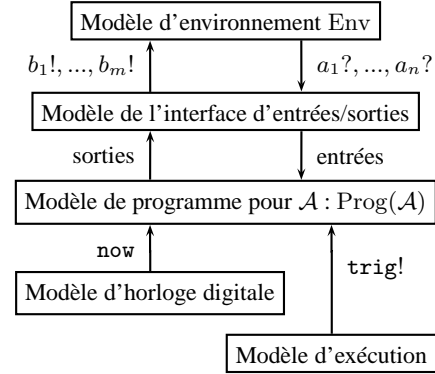 Modèle d'environnement Env
b₁!, ..., bₘ! a₁?, ..., aₙ?
Modèle de l'interface d'entrées/sorties
sorties entrées
Modèle de programme pour 𝒜 : Prog(𝒜)
now
trig!
Modèle d'horloge digitale
Modèle d'exécution